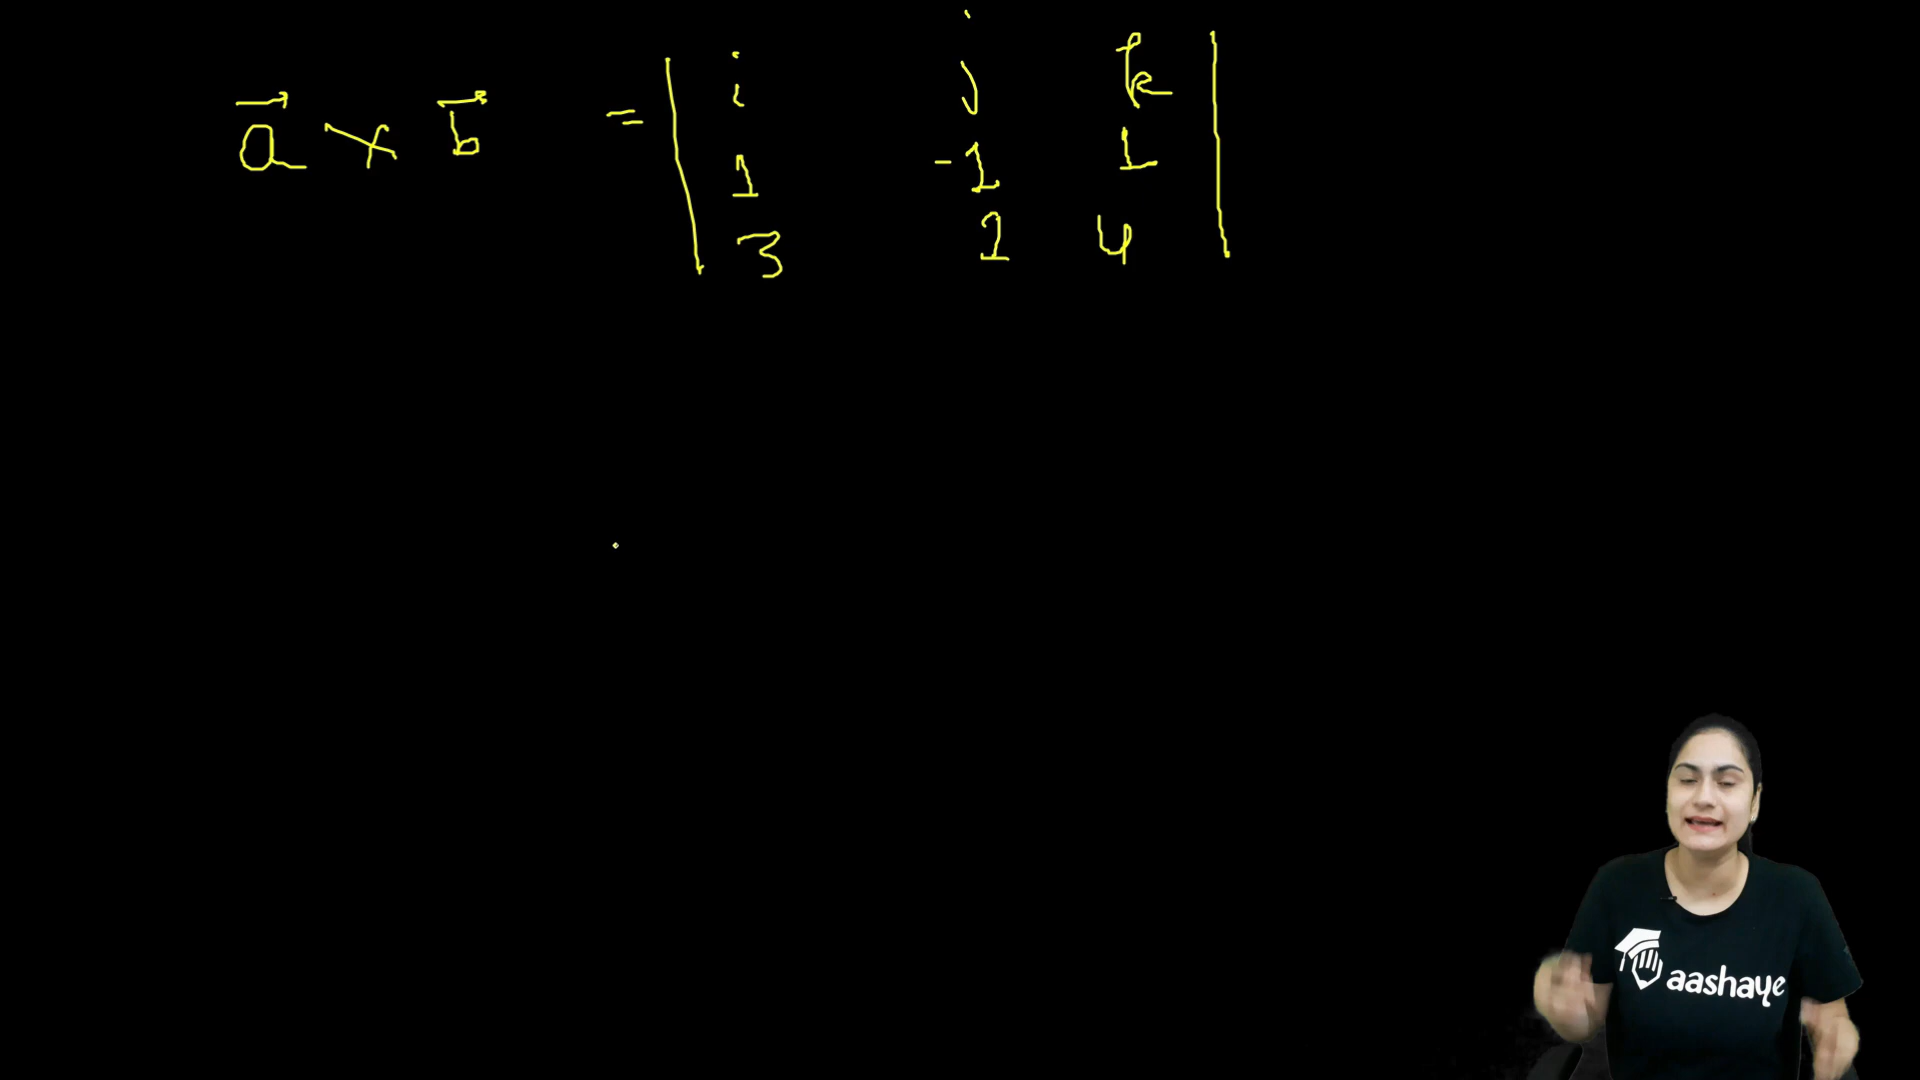 a⃗ × b⃗ = | i j k |
| 1 -1 1 |
| 3 2 4 |
aashaye